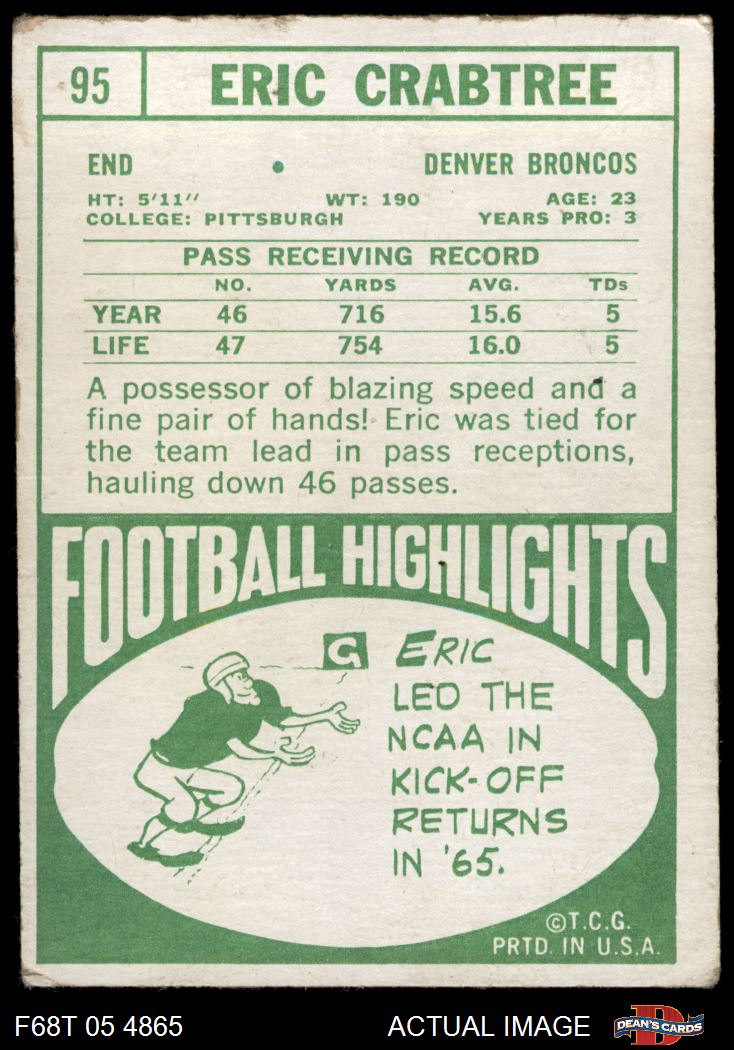 95 ERIC CRABTREE
END • DENVER BRONCOS
HT: 5'11" WT: 190 AGE: 23
COLLEGE: PITTSBURGH YEARS PRO: 3
PASS RECEIVING RECORD
NO. YARDS AVG. TDs
YEAR 46 716 15.6 5
LIFE 47 754 16.0 5
A possessor of blazing speed and a
fine pair of hands! Eric was tied for
the team lead in pass receptions,
hauling down 46 passes.
FOOTBALL HIGHLIGHTS
G ERIC
LED THE
NCAA IN
KICK-OFF
RETURNS
IN '65.
©T.C.G.
PRTD. IN U.S.A.
F68T 05 4865 ACTUAL IMAGE D DEAN'S CARDS